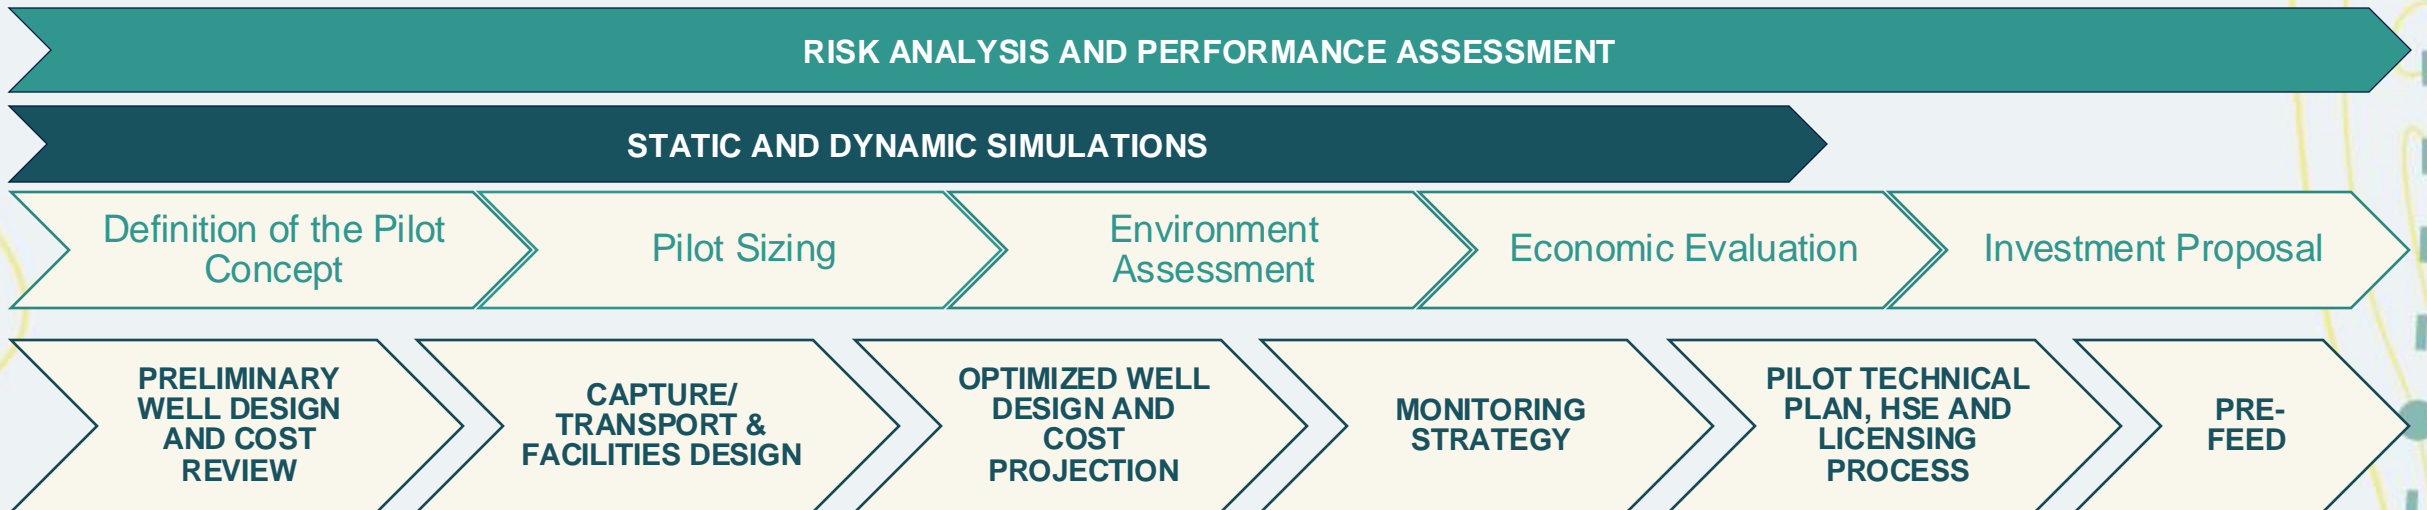 RISK ANALYSIS AND PERFORMANCE ASSESSMENT
STATIC AND DYNAMIC SIMULATIONS
Definition of the Pilot
Concept
Pilot Sizing
Environment
Assessment
Economic Evaluation
Investment Proposal
PRELIMINARY
WELL DESIGN
AND COST
REVIEW
CAPTURE/
TRANSPORT &
FACILITIES DESIGN
OPTIMIZED WELL
DESIGN AND
COST
PROJECTION
MONITORING
STRATEGY
PILOT TECHNICAL
PLAN, HSE AND
LICENSING
PROCESS
PRE-
FEED